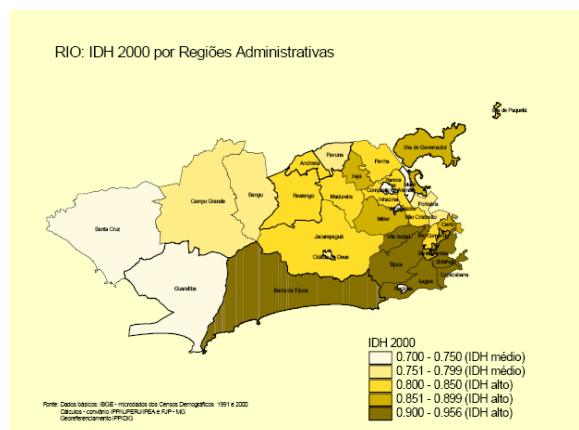 RIO: IDH 2000 por Regiões Administrativas
Ilha de Paquetá
Ilha do Governador
Pavuna
Anchieta
Penha
Irajá
Ramos
Campo Grande
Bangu
Realengo
Madureira
Inhaúma
Portuária
São Cristóvão
Santa Cruz
Méier
Centro
Vila Isabel
Jacarepaguá
Cidade de Deus
Tijuca
Botafogo
Copacabana
Lagoa
Guaratiba
Barra da Tijuca
IDH 2000
0.700 - 0.750 (IDH médio)
0.751 - 0.799 (IDH médio)
0.800 - 0.850 (IDH alto)
0.851 - 0.899 (IDH alto)
0.900 - 0.956 (IDH alto)
Fonte: Dados básicos: IBGE - microdados dos Censos Demográficos 1991 e 2000
Cálculos - convênio IPP/IUPERJ/IPEA e FJP - MG
Georeferenciamento IPP/DIG